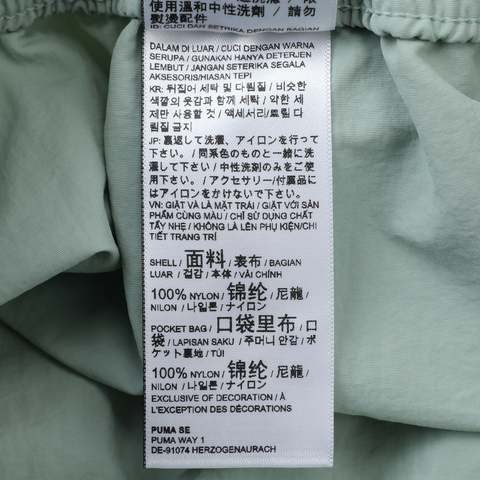 使用溫和中性洗劑 / 請勿
熨燙配件
ID: CUCI DAN SETRIKA DENGAN BAGIAN
DALAM DI LUAR / CUCI DENGAN WARNA
SERUPA / GUNAKAN HANYA DETERJEN
LEMBUT / JANGAN SETERIKA SEGALA
AKSESORIS/HIASAN TEPI
KR: 뒤집어 세탁 및 다림질 / 비슷한
색깔의 옷감과 함께 세탁 / 약한 세
제만 사용할 것 / 액세서리/트림 다
림질 금지
JP: 裏返して洗濯、アイロンを行って
下さい。/ 同系色のものと一緒に洗
濯して下さい / 中性洗剤のみをご使
用下さい。/ アクセサリー/付属品に
はアイロンをかけないで下さい。
VN: GIẶT VÀ LÀ MẶT TRÁI / GIẶT VỚI SẢN
PHẨM CÙNG MÀU / CHỈ SỬ DỤNG CHẤT
TẨY NHẸ / KHÔNG LÀ LÊN PHỤ KIỆN/CHI
TIẾT TRANG TRÍ
SHELL / 面料 / 表布 / BAGIAN
LUAR / 겉감 / 本体 / VẢI CHÍNH
100% NYLON / 锦纶 / 尼龍 /
NILON / 나일론 / ナイロン
POCKET BAG / 口袋里布 / 口
袋 / LAPISAN SAKU / 주머니 안감 / ポ
ケット裏地 / TÚI
100% NYLON / 锦纶 / 尼龍 /
NILON / 나일론 / ナイロン
EXCLUSIVE OF DECORATION / À
L'EXCEPTION DES DÉCORATIONS
PUMA SE
PUMA WAY 1
DE-91074 HERZOGENAURACH